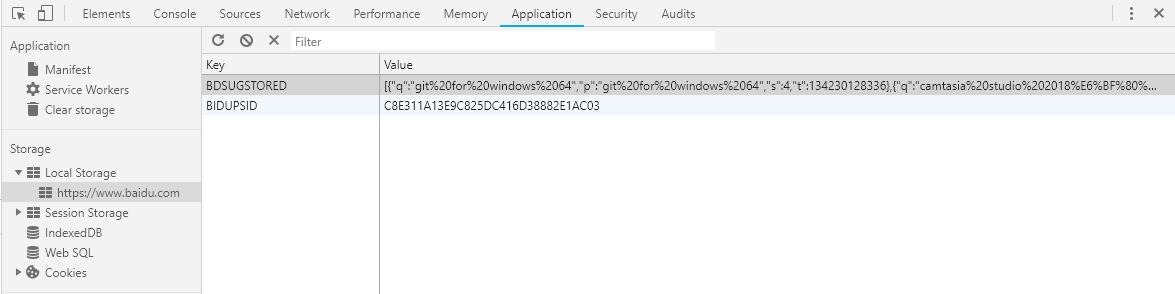 Elements Console Sources Network Performance Memory Application Security Audits
Application
Manifest
Service Workers
Clear storage
Storage
Local Storage
https://www.baidu.com
Session Storage
IndexedDB
Web SQL
Cookies
Filter
Key Value
BDSUGSTORED [{"q":"git%20for%20windows%2064","p":"git%20for%20windows%2064","s":4,"t":134230128336},{"q":"camtasia%20studio%202018%E6%BF%80%...
BIDUPSID C8E311A13E9C825DC416D38882E1AC03